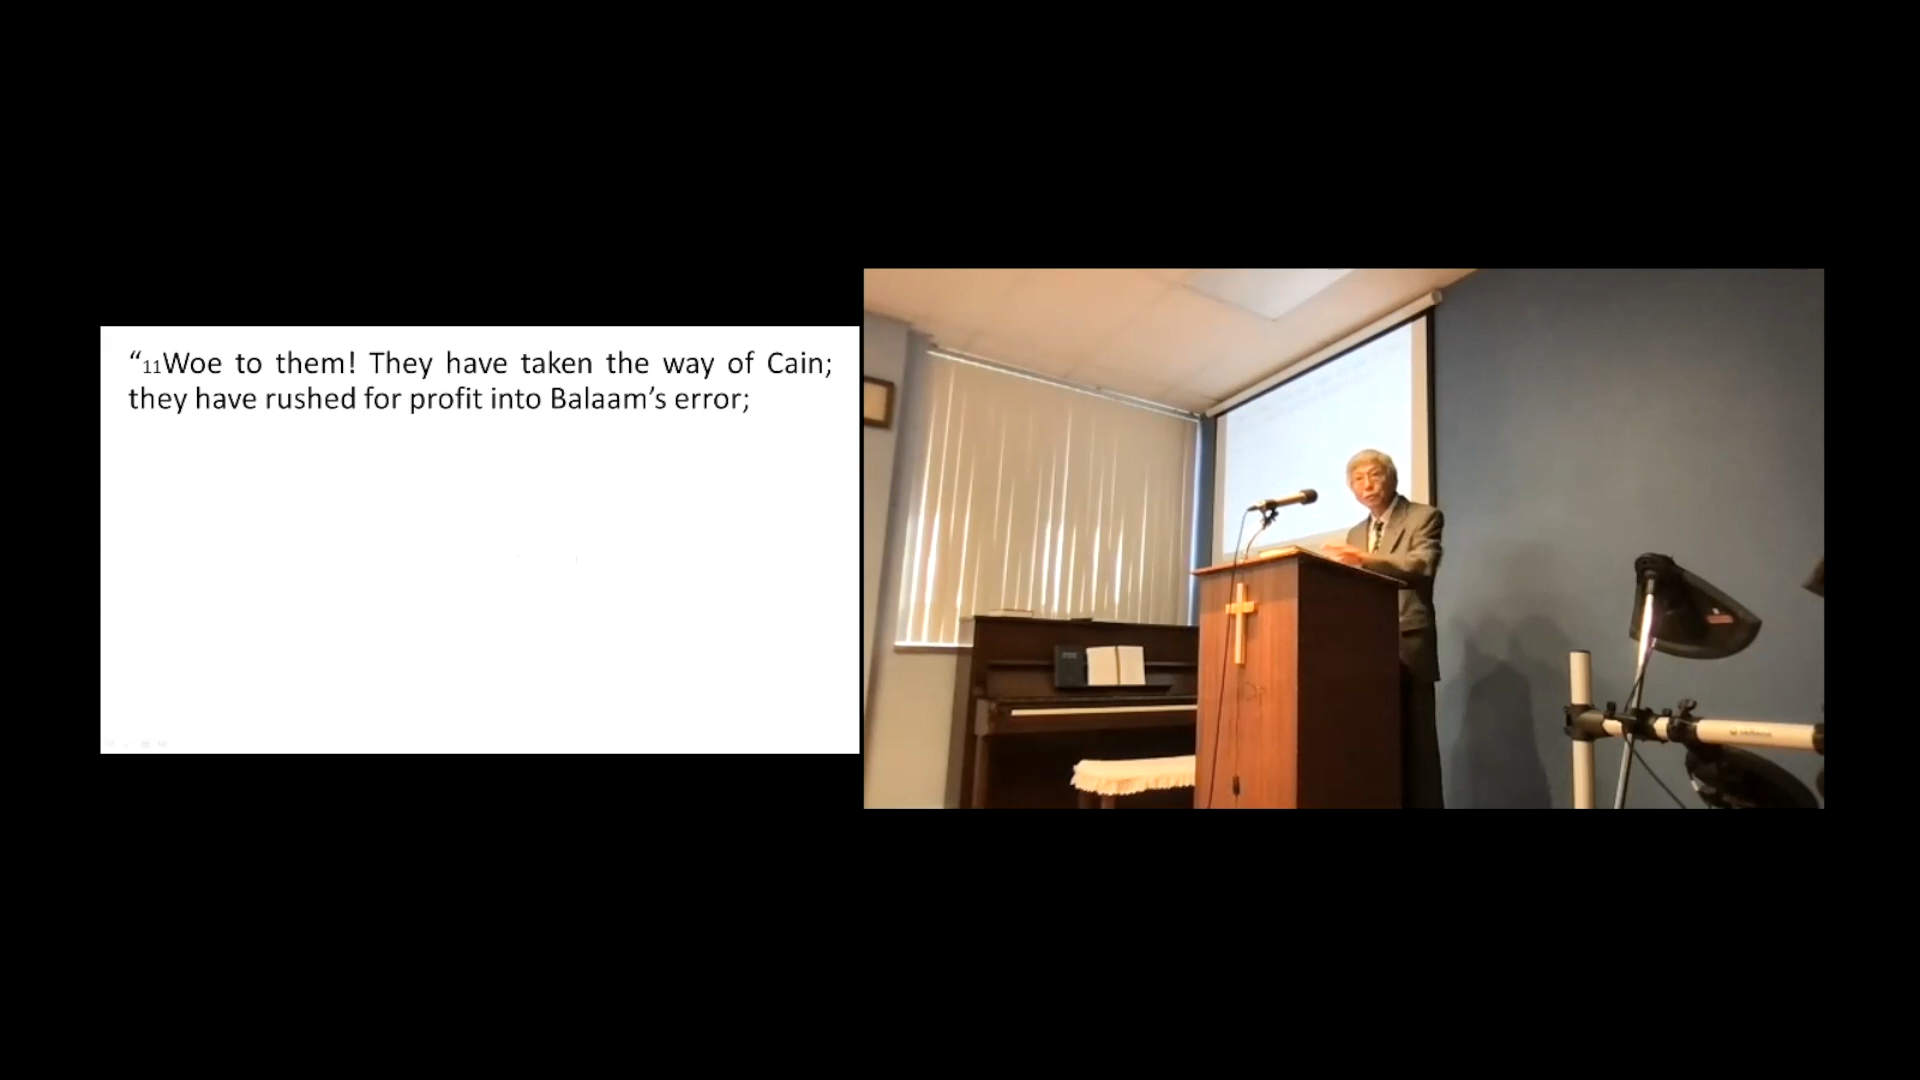 “11Woe to them! They have taken the way of Cain;
they have rushed for profit into Balaam’s error;